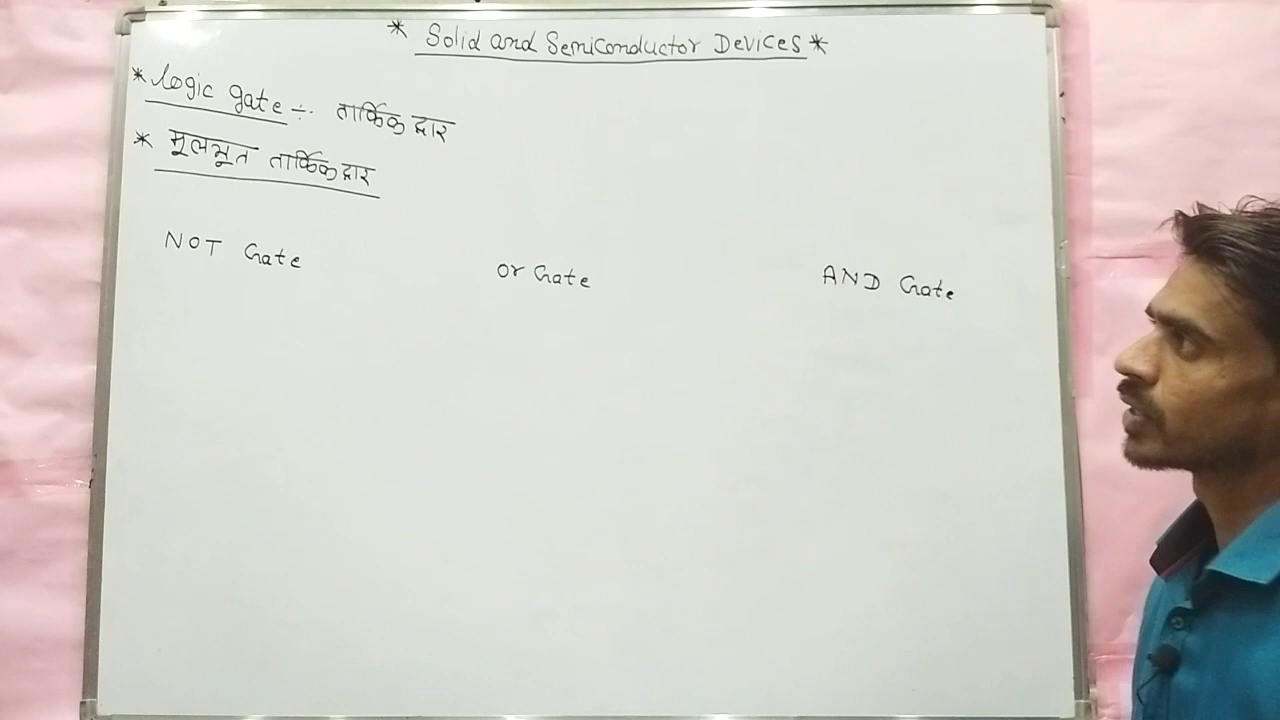 * Solid and Semiconductor Devices *
* Logic gate ÷ तार्किक द्वार
* मूलभूत तार्किक द्वार
NOT Gate or Gate AND Gate